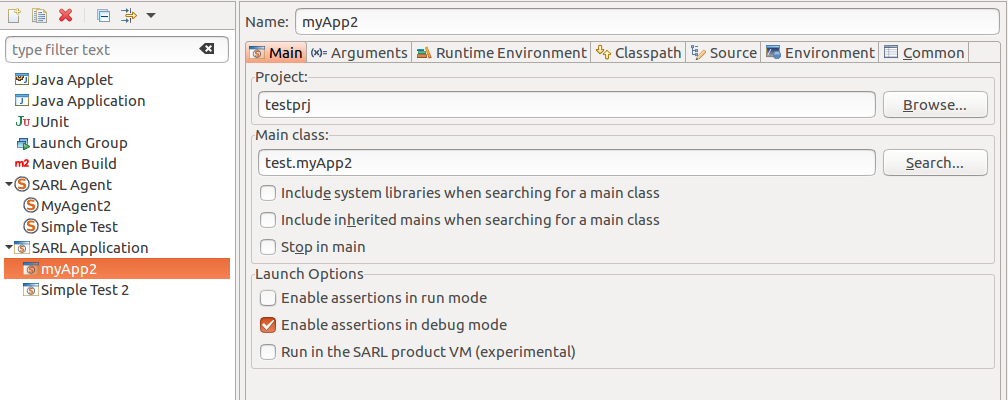 type filter text
Java Applet
Java Application
JUnit
Launch Group
m2 Maven Build
SARL Agent
MyAgent2
Simple Test
SARL Application
myApp2
Simple Test 2
Name: myApp2
Main (x)= Arguments Runtime Environment Classpath Source Environment Common
Project:
testprj Browse...
Main class:
test.myApp2 Search...
Include system libraries when searching for a main class
Include inherited mains when searching for a main class
Stop in main
Launch Options
Enable assertions in run mode
Enable assertions in debug mode
Run in the SARL product VM (experimental)